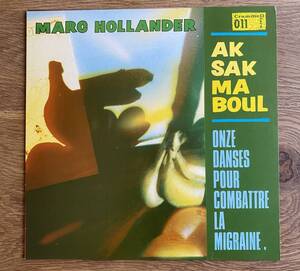 MARC HOLLANDER
Crammed
011
AK
SAK
MA
BOUL
ONZE
DANSES
POUR
COMBATTRE
LA
MIGRAINE.